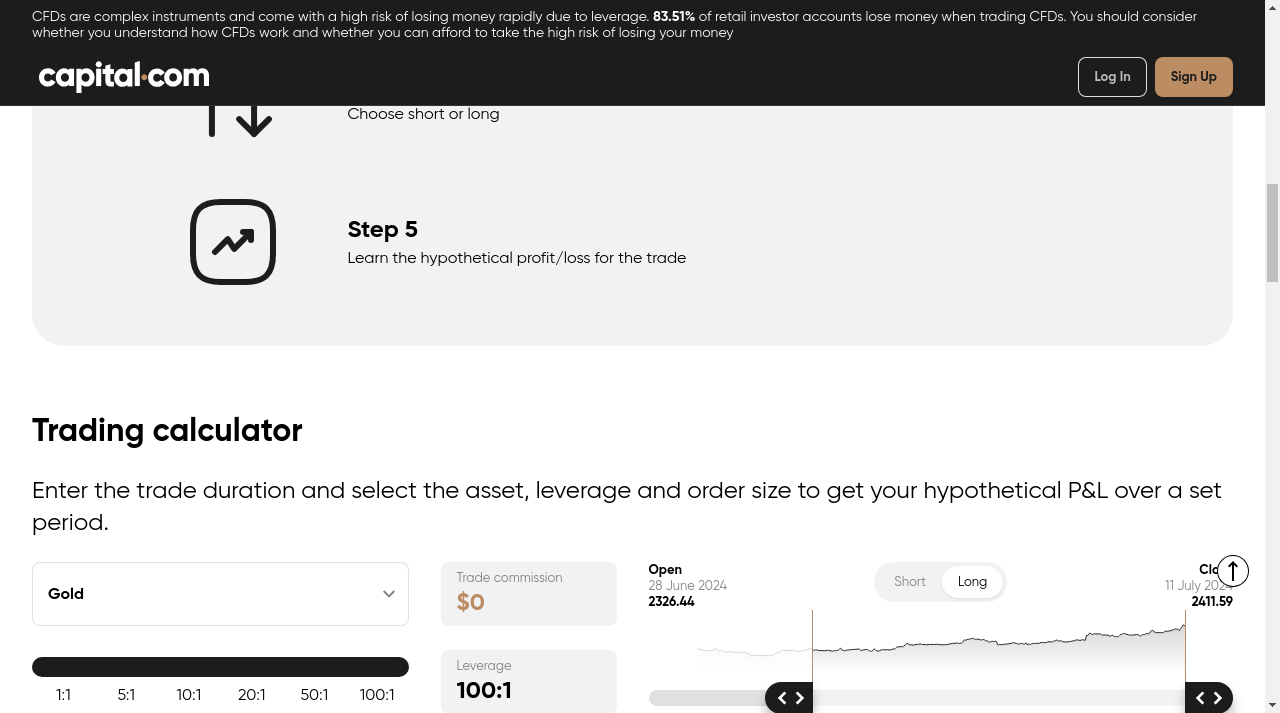 CFDs are complex instruments and come with a high risk of losing money rapidly due to leverage. 83.51% of retail investor accounts lose money when trading CFDs. You should consider
whether you understand how CFDs work and whether you can afford to take the high risk of losing your money
capital.com
Log In
Sign Up
Choose short or long
Step 5
Learn the hypothetical profit/loss for the trade
Trading calculator
Enter the trade duration and select the asset, leverage and order size to get your hypothetical P&L over a set
period.
Gold
Trade commission
$0
Open
28 June 2024
2326.44
Short
Long
11 July 2024
2411.59
1:1
5:1
10:1
20:1
50:1
100:1
Leverage
100:1